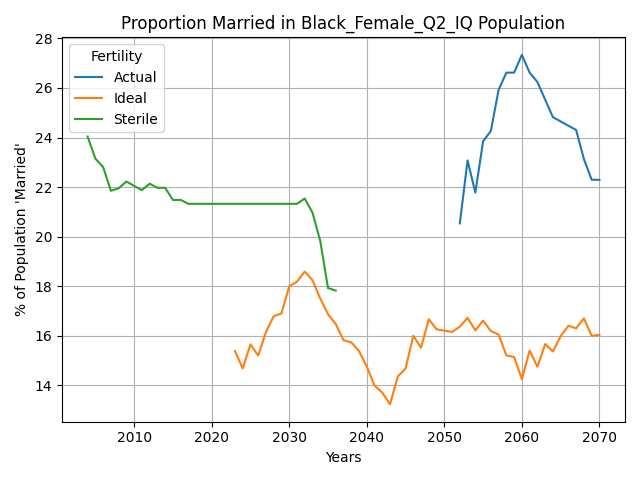 Proportion Married in Black_Female_Q2_IQ Population
Fertility
Actual
Ideal
Sterile
% of Population 'Married'
28
26
24
22
20
18
16
14
2010 2020 2030 2040 2050 2060 2070
Years